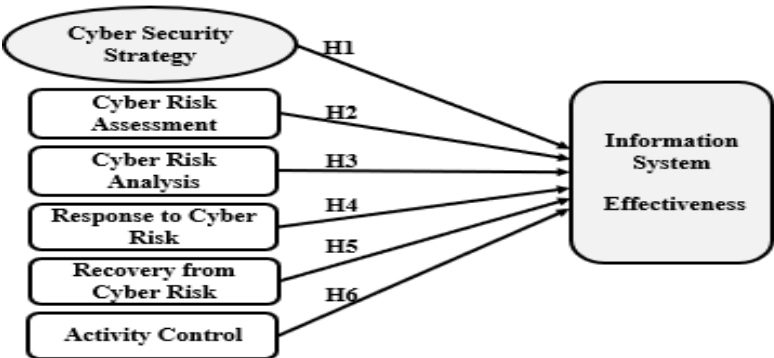 Cyber Security
Strategy
H1
Cyber Risk
Assessment
H2
Cyber Risk
Analysis
H3
Response to Cyber
Risk
H4
Recovery from
Cyber Risk
H5
Activity Control
H6
Information
System
Effectiveness